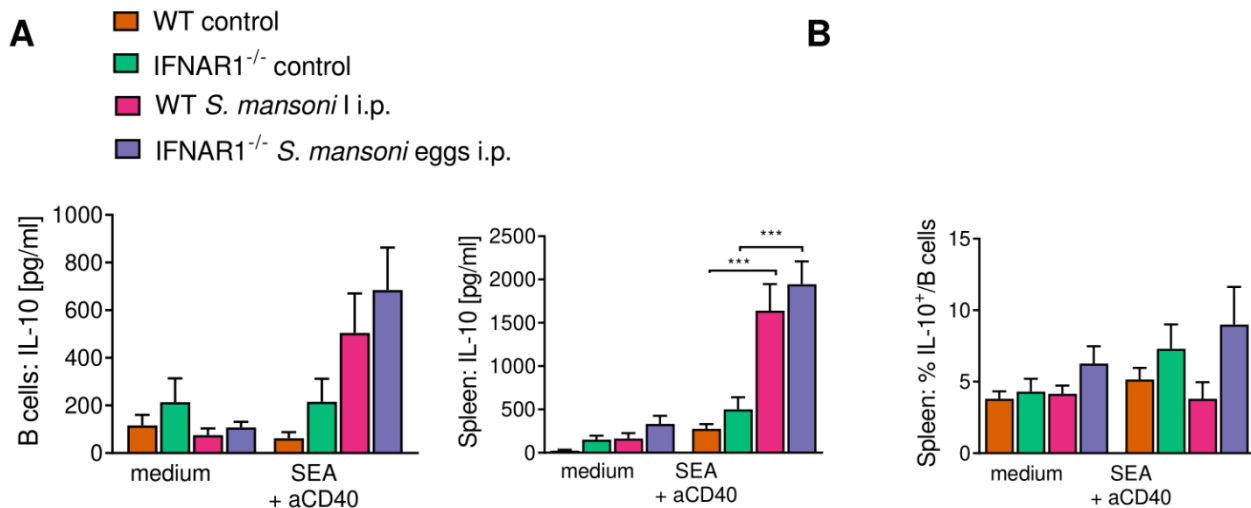 A
B
WT control
IFNAR1-/- control
WT S. mansoni l i.p.
IFNAR1-/- S. mansoni eggs i.p.
B cells: IL-10 [pg/ml]
1000
800
600
400
200
0
medium
SEA
+ aCD40
Spleen: IL-10 [pg/ml]
2500
2000
1500
1000
500
0
***
***
medium
SEA
+ aCD40
Spleen: % IL-10+/B cells
15
10
5
0
medium
SEA
+ aCD40